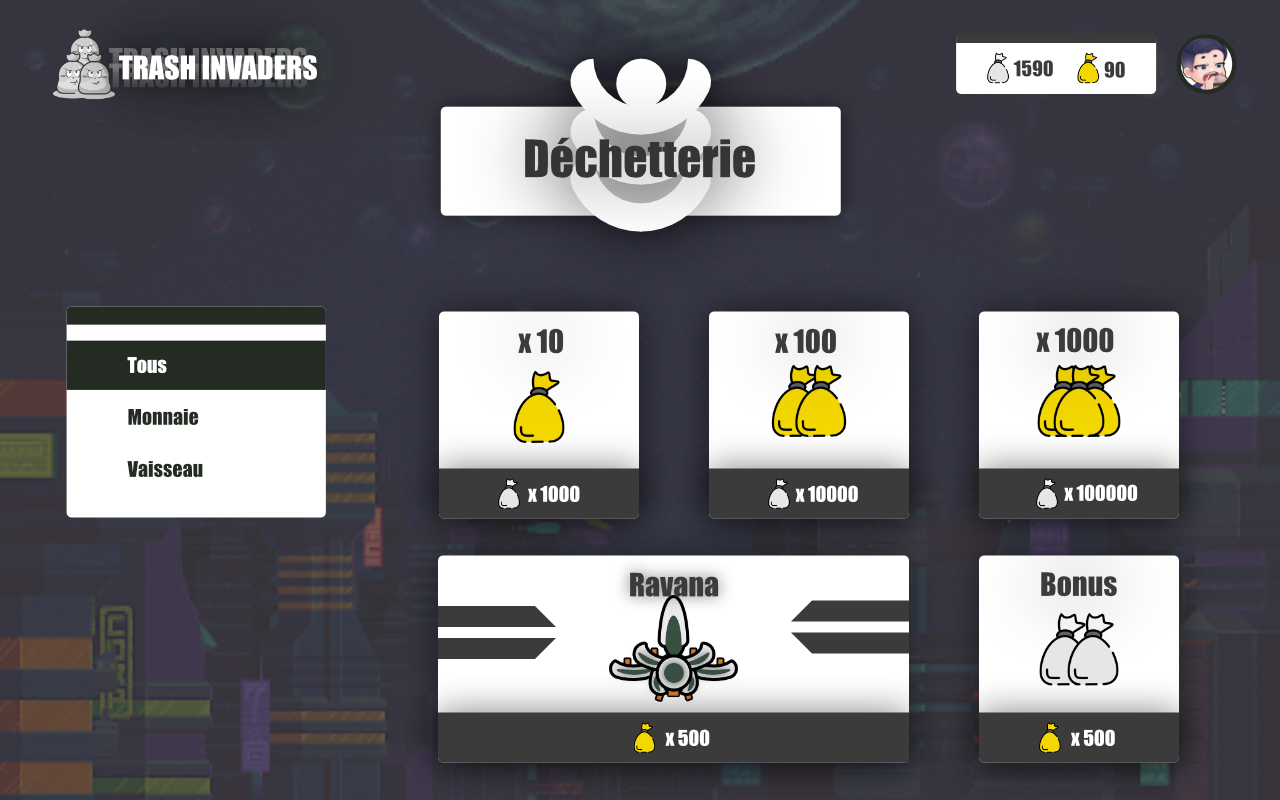 TRASH INVADERS
1590
90
Déchetterie
Tous
Monnaie
Vaisseau
x 10
x 1000
x 100
x 10000
x 1000
x 100000
Ravana
x 500
Bonus
x 500